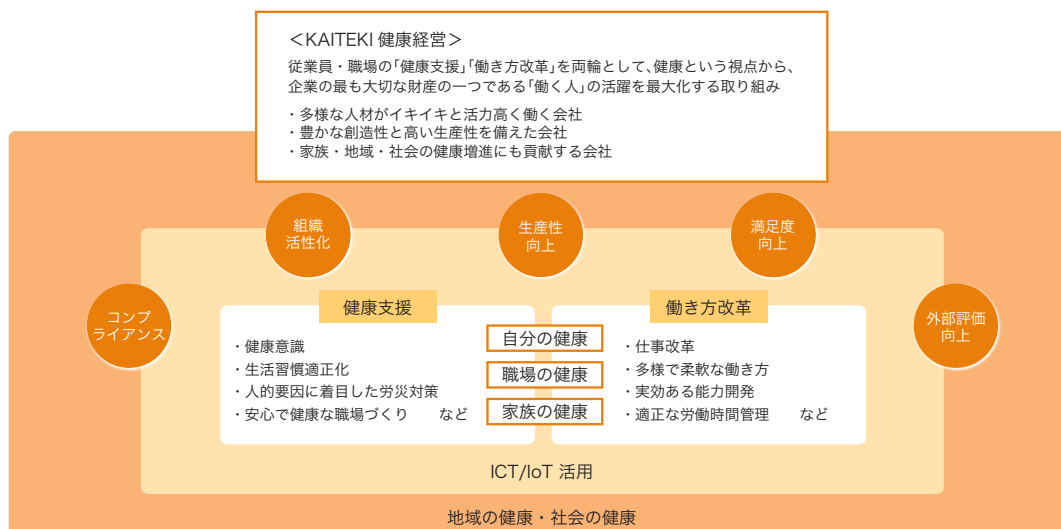 ＜KAITEKI 健康経営＞
従業員・職場の「健康支援」「働き方改革」を両輪として、健康という視点から、
企業の最も大切な財産の一つである「働く人」の活躍を最大化する取り組み
・多様な人材がイキイキと活力高く働く会社
・豊かな創造性と高い生産性を備えた会社
・家族・地域・社会の健康増進にも貢献する会社
組織
活性化
生産性
向上
満足度
向上
コンプ
ライアンス
外部評価
向上
健康支援
・健康意識
・生活習慣適正化
・人的要因に着目した労災対策
・安心で健康な職場づくり　など
自分の健康
職場の健康
家族の健康
働き方改革
・仕事改革
・多様で柔軟な働き方
・実効ある能力開発
・適正な労働時間管理　など
ICT/IoT 活用
地域の健康・社会の健康